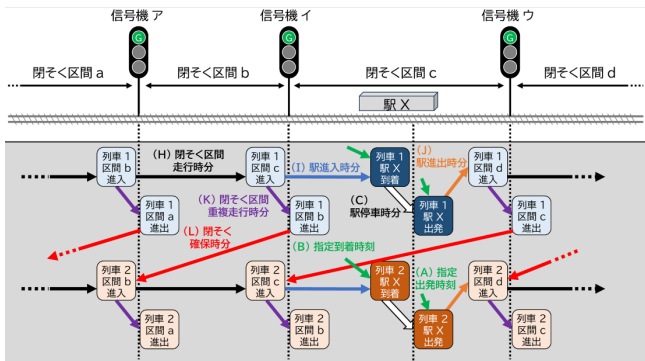 信号機 ア
信号機 イ
信号機 ウ
G
G
G
閉そく区間 a
閉そく区間 b
閉そく区間 c
閉そく区間 d
駅 X
列車 1
区間 b
進入
(H) 閉そく区間
走行時分
列車 1
区間 c
進入
(I) 駅進入時分
列車 1
駅 X
到着
(J)
駅進出時分
列車 1
区間 d
進入
列車 1
区間 a
進出
(K) 閉そく区間
重複走行時分
列車 1
区間 b
進出
(C)
駅停車時分
列車 1
駅 X
出発
列車 1
区間 c
進出
(L) 閉そく
確保時分
(B) 指定到着時刻
列車 2
区間 b
進入
列車 2
区間 c
進入
列車 2
駅 X
到着
(A) 指定
出発時刻
列車 2
区間 d
進入
列車 2
区間 a
進出
列車 2
区間 b
進出
列車 2
駅 X
出発
列車 2
区間 c
進出